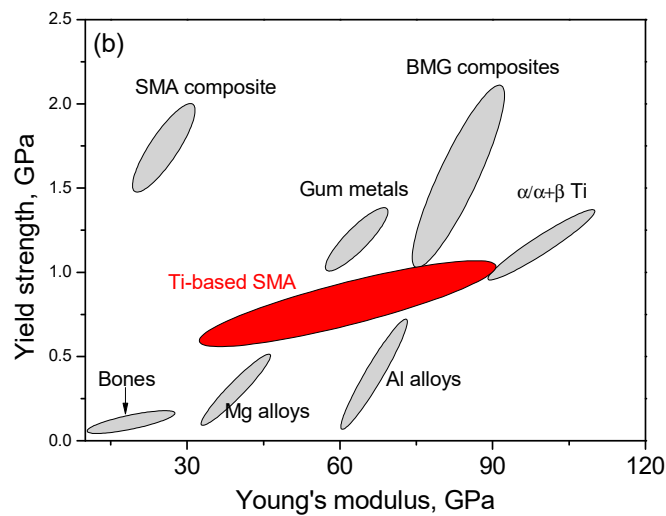 (b)
2.5
2.0
1.5
1.0
0.5
0.0
Yield strength, GPa
SMA composite
BMG composites
Gum metals
α/α+β Ti
Ti-based SMA
Bones
Mg alloys
Al alloys
30
60
90
120
Young's modulus, GPa